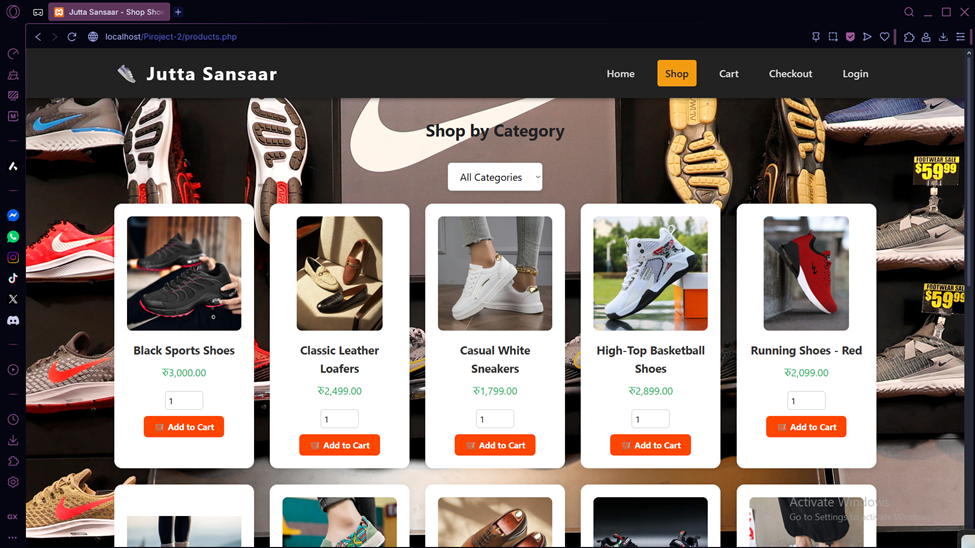 Jutta Sansaar - Shop Shoe
localhost/Piroject-2/products.php
Jutta Sansaar
Home
Shop
Cart
Checkout
Login
Shop by Category
All Categories
FOOTWEAR SALE
$59.99
FOOTWEAR SALE
$59.99
Black Sports Shoes
रु3,000.00
1
Add to Cart
Classic Leather
Loafers
रु2,499.00
1
Add to Cart
Casual White
Sneakers
रु1,799.00
1
Add to Cart
High-Top Basketball
Shoes
रु2,899.00
1
Add to Cart
Running Shoes - Red
रु2,099.00
1
Add to Cart
Activate Windows
Go to Settings to activate Windows.
GX